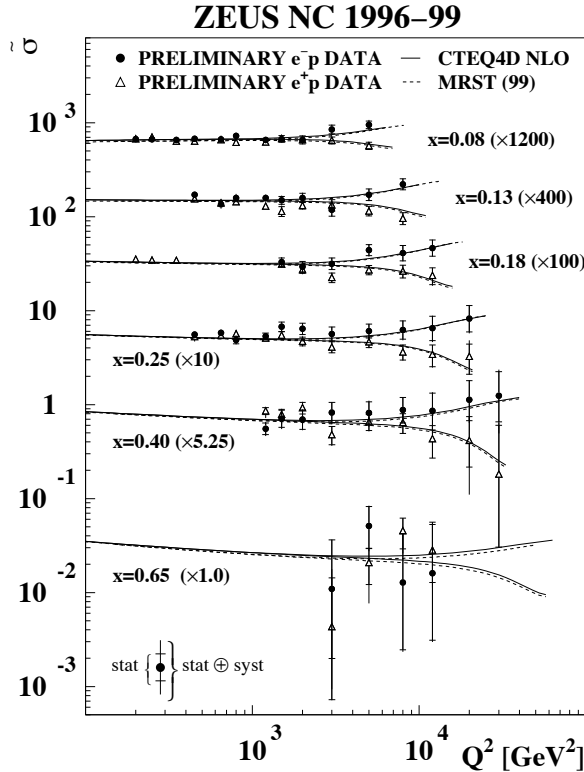 ZEUS NC 1996–99
σ̃
PRELIMINARY e⁻p DATA
CTEQ4D NLO
PRELIMINARY e⁺p DATA
MRST (99)
10³
x=0.08 (×1200)
x=0.13 (×400)
10²
x=0.18 (×100)
10
x=0.25 (×10)
1
x=0.40 (×5.25)
10⁻¹
10⁻²
x=0.65 (×1.0)
stat { } stat ⊕ syst
10⁻³
10³
10⁴
Q² [GeV²]